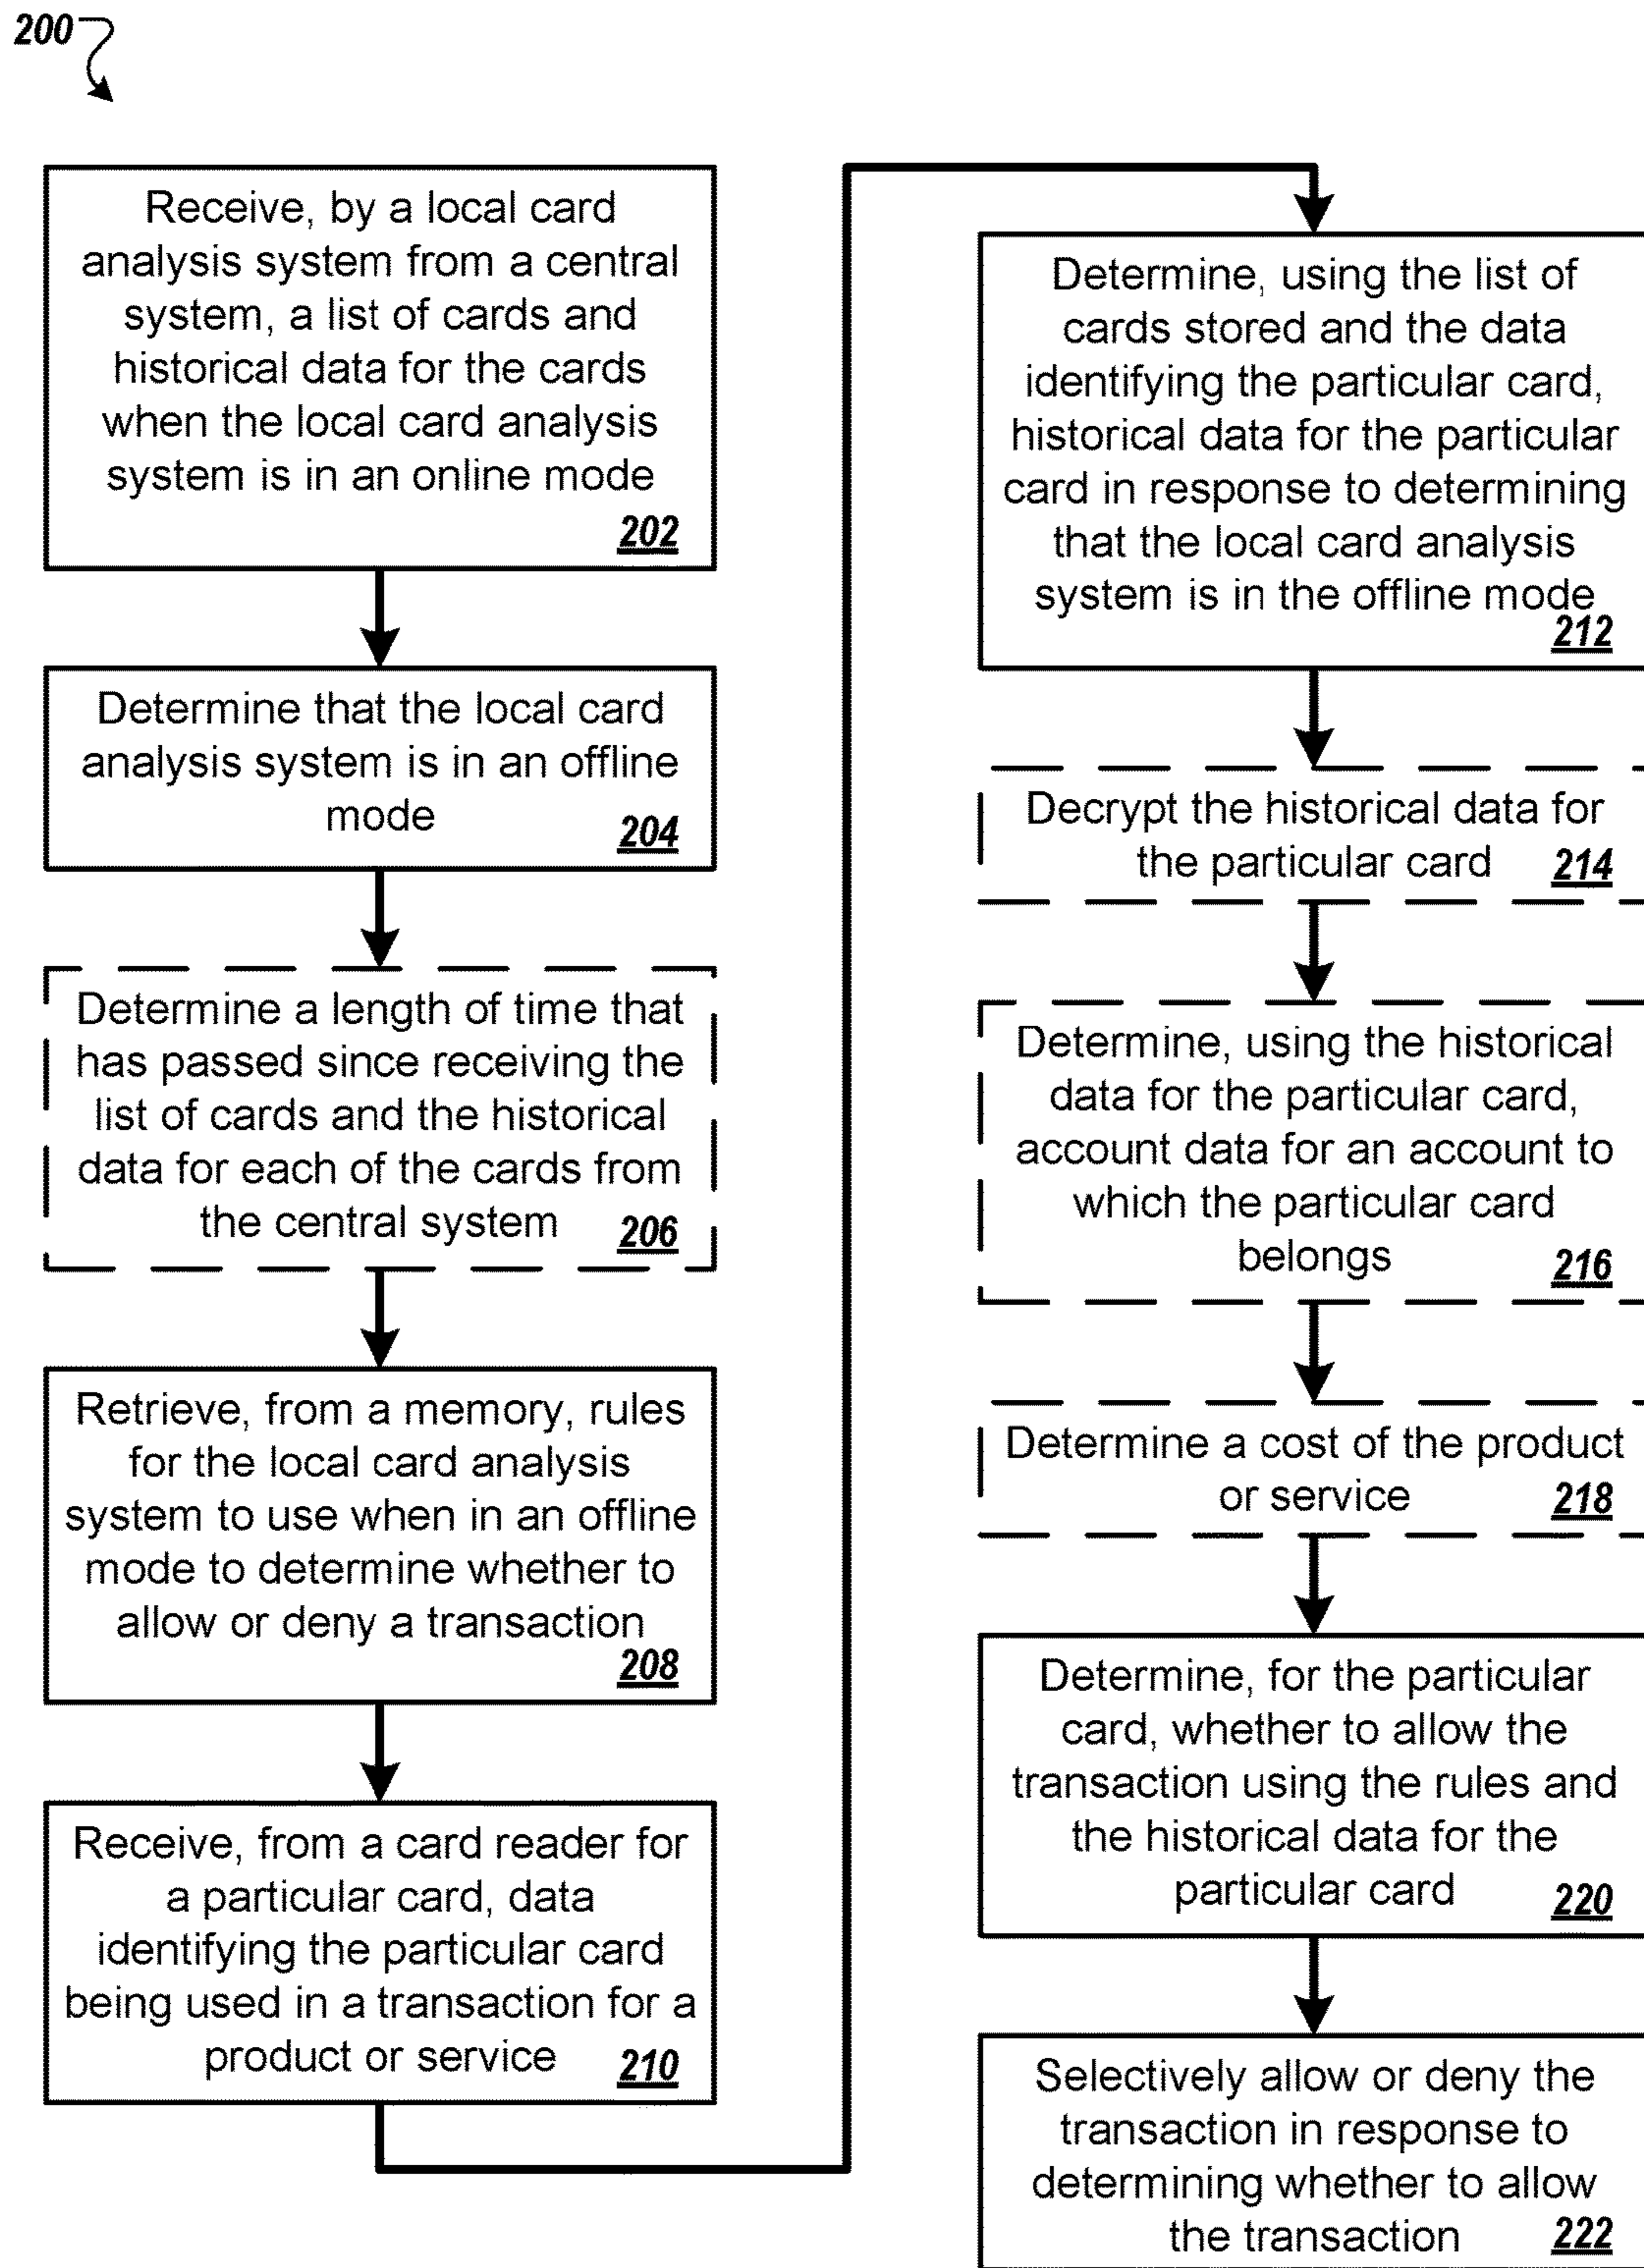 200
Receive, by a local card
analysis system from a central
system, a list of cards and
historical data for the cards
when the local card analysis
system is in an online mode
202
Determine that the local card
analysis system is in an offline
mode
204
Determine a length of time that
has passed since receiving the
list of cards and the historical
data for each of the cards from
the central system
206
Retrieve, from a memory, rules
for the local card analysis
system to use when in an offline
mode to determine whether to
allow or deny a transaction
208
Receive, from a card reader for
a particular card, data
identifying the particular card
being used in a transaction for a
product or service
210
Determine, using the list of
cards stored and the data
identifying the particular card,
historical data for the particular
card in response to determining
that the local card analysis
system is in the offline mode
212
Decrypt the historical data for
the particular card
214
Determine, using the historical
data for the particular card,
account data for an account to
which the particular card
belongs
216
Determine a cost of the product
or service
218
Determine, for the particular
card, whether to allow the
transaction using the rules and
the historical data for the
particular card
220
Selectively allow or deny the
transaction in response to
determining whether to allow
the transaction
222